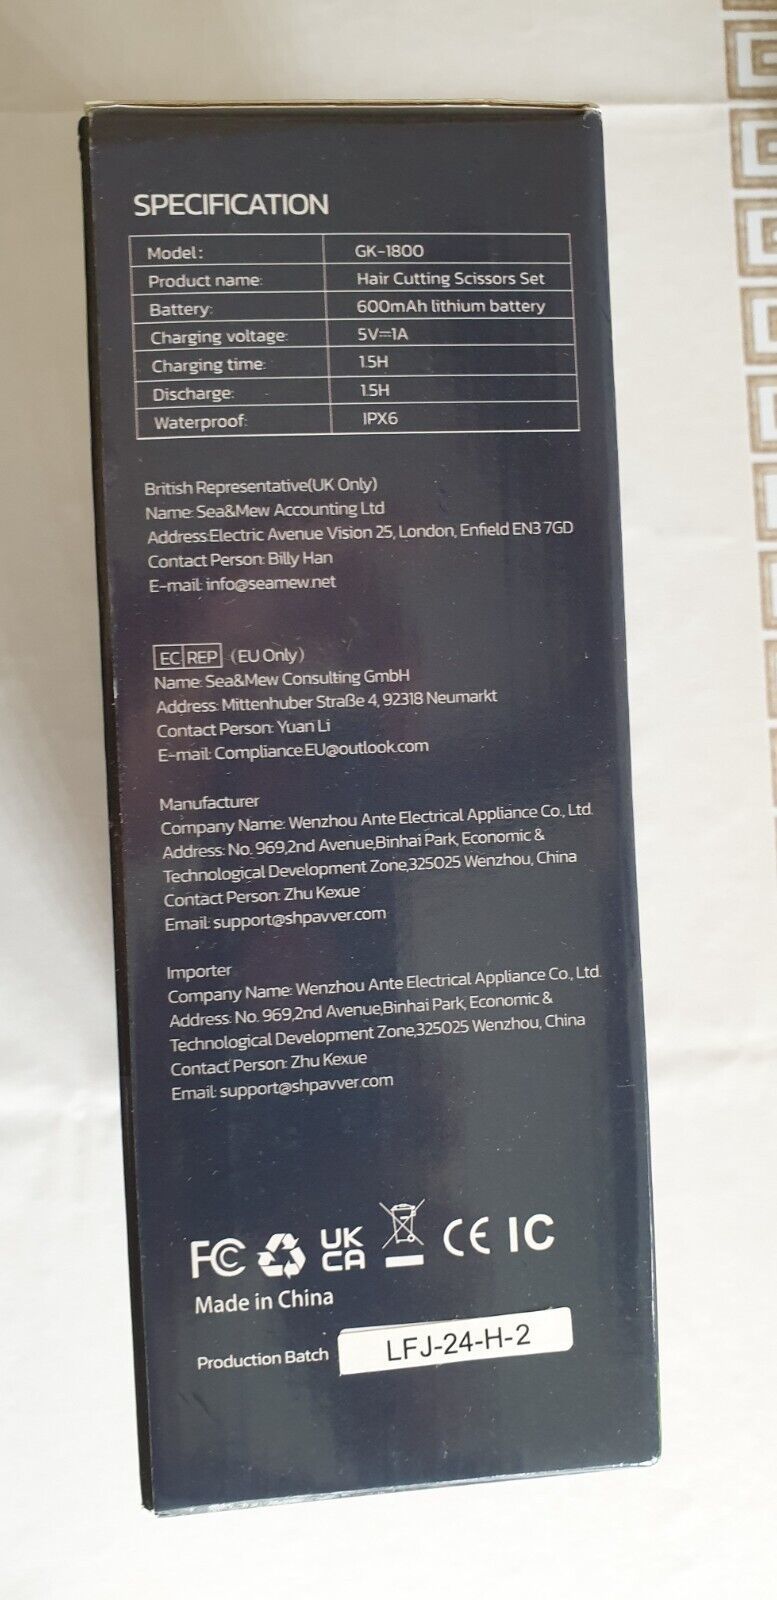 SPECIFICATION
Model: GK-1800
Product name: Hair Cutting Scissors Set
Battery: 600mAh lithium battery
Charging voltage: 5V⎓1A
Charging time: 1.5H
Discharge: 1.5H
Waterproof: IPX6
British Representative(UK Only)
Name: Sea&Mew Accounting Ltd
Address:Electric Avenue Vision 25, London, Enfield EN3 7GD
Contact Person: Billy Han
E-mail: info@seamew.net
EC REP (EU Only)
Name: Sea&Mew Consulting GmbH
Address: Mittenhuber Straße 4, 92318 Neumarkt
Contact Person: Yuan Li
E-mail: Compliance.EU@outlook.com
Manufacturer
Company Name: Wenzhou Ante Electrical Appliance Co., Ltd.
Address: No. 969,2nd Avenue,Binhai Park, Economic &
Technological Development Zone,325025 Wenzhou, China
Contact Person: Zhu Kexue
Email: support@shpavver.com
Importer
Company Name: Wenzhou Ante Electrical Appliance Co., Ltd.
Address: No. 969,2nd Avenue,Binhai Park, Economic &
Technological Development Zone,325025 Wenzhou, China
Contact Person: Zhu Kexue
Email: support@shpavver.com
FC UK CA CE IC
Made in China
Production Batch LFJ-24-H-2